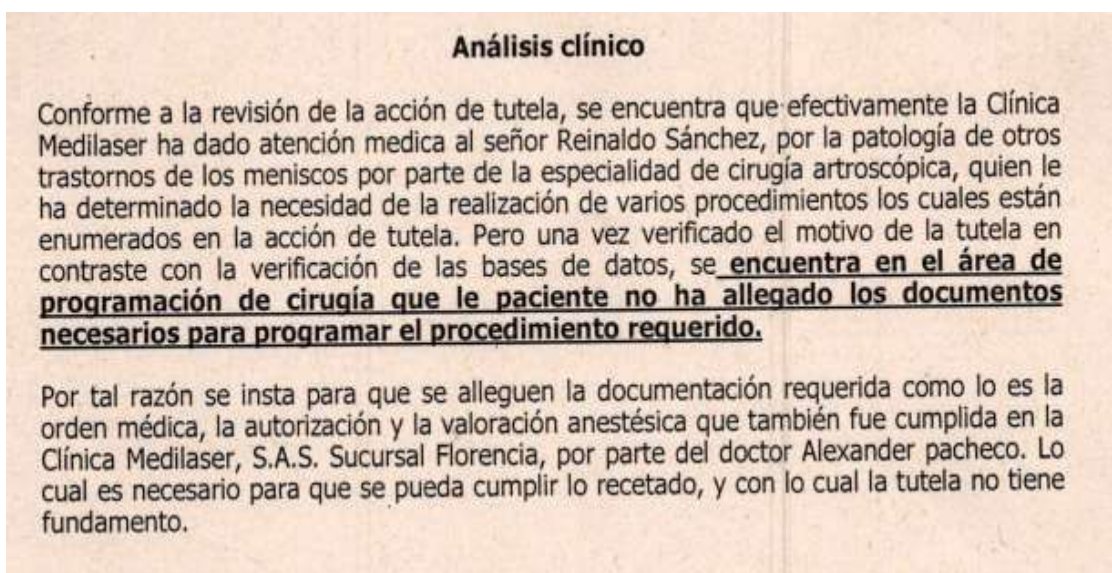 Análisis clínico
Conforme a la revisión de la acción de tutela, se encuentra que efectivamente la Clínica
Medilaser ha dado atención medica al señor Reinaldo Sánchez, por la patología de otros
trastornos de los meniscos por parte de la especialidad de cirugía artroscópica, quien le
ha determinado la necesidad de la realización de varios procedimientos los cuales están
enumerados en la acción de tutela. Pero una vez verificado el motivo de la tutela en
contraste con la verificación de las bases de datos, se encuentra en el área de
programación de cirugía que le paciente no ha allegado los documentos
necesarios para programar el procedimiento requerido.
Por tal razón se insta para que se alleguen la documentación requerida como lo es la
orden médica, la autorización y la valoración anestésica que también fue cumplida en la
Clínica Medilaser, S.A.S. Sucursal Florencia, por parte del doctor Alexander pacheco. Lo
cual es necesario para que se pueda cumplir lo recetado, y con lo cual la tutela no tiene
fundamento.